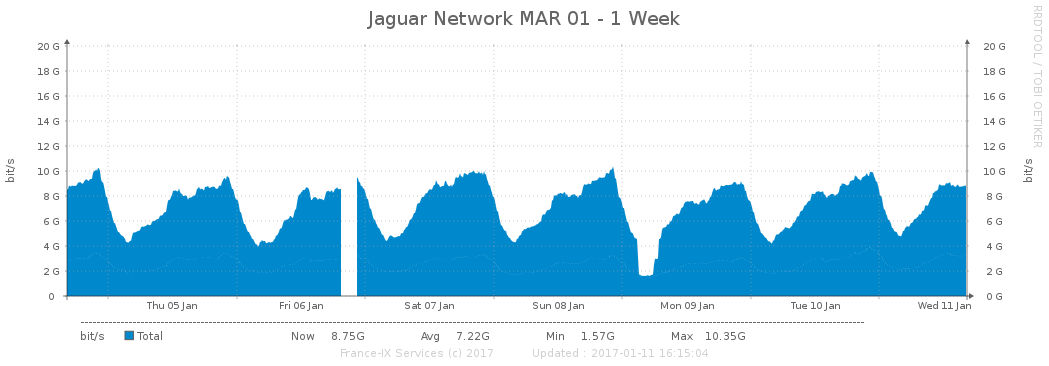 Jaguar Network MAR 01 - 1 Week
RRDTOOL / TOBI OETIKER
bit/s
bit/s
20 G 20 G
18 G 18 G
16 G 16 G
14 G 14 G
12 G 12 G
10 G 10 G
8 G 8 G
6 G 6 G
4 G 4 G
2 G 2 G
0 0 G
Thu 05 Jan Fri 06 Jan Sat 07 Jan Sun 08 Jan Mon 09 Jan Tue 10 Jan Wed 11 Jan
bit/s Total Now 8.75G Avg 7.22G Min 1.57G Max 10.35G
France-IX Services (c) 2017 Updated : 2017-01-11 16:15:04